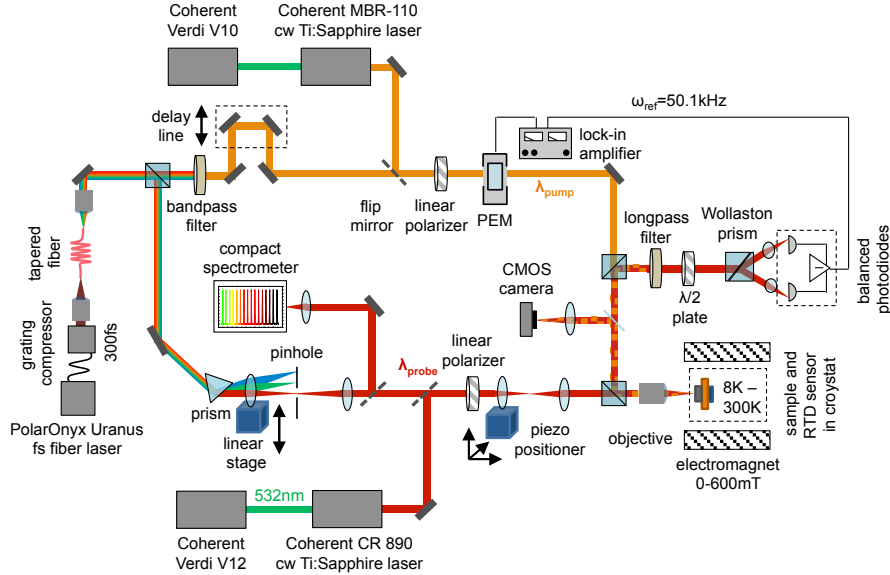 Coherent
Verdi V10
Coherent MBR-110
cw Ti:Sapphire laser
delay
line
ω_ref=50.1kHz
lock-in
amplifier
bandpass
filter
flip
mirror
linear
polarizer
PEM
λ_pump
longpass
filter
Wollaston
prism
balanced
photodiodes
tapered
fiber
compact
spectrometer
CMOS
camera
λ/2
plate
grating
compressor
300fs
pinhole
λ_probe
linear
polarizer
8K –
300K
sample and
RTD sensor
in croystat
prism
linear
stage
piezo
positioner
objective
electromagnet
0-600mT
PolarOnyx Uranus
fs fiber laser
532nm
Coherent
Verdi V12
Coherent CR 890
cw Ti:Sapphire laser